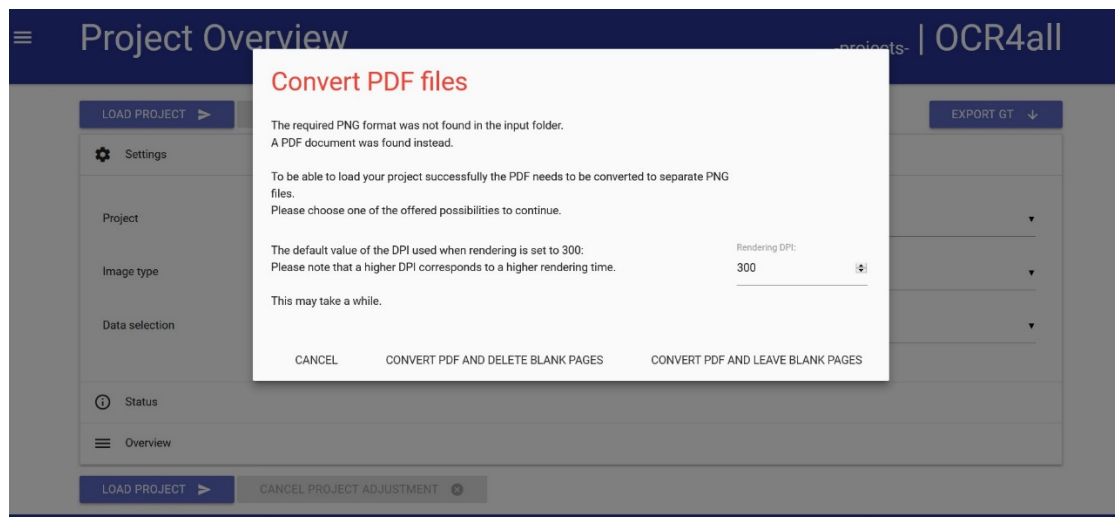 Project Overview
-projects- | OCR4all
LOAD PROJECT
EXPORT GT
Convert PDF files
The required PNG format was not found in the input folder.
A PDF document was found instead.
To be able to load your project successfully the PDF needs to be converted to separate PNG
files.
Please choose one of the offered possibilities to continue.
The default value of the DPI used when rendering is set to 300:
Please note that a higher DPI corresponds to a higher rendering time.
Rendering DPI:
300
This may take a while.
CANCEL
CONVERT PDF AND DELETE BLANK PAGES
CONVERT PDF AND LEAVE BLANK PAGES
Settings
Project
Image type
Data selection
Status
Overview
LOAD PROJECT
CANCEL PROJECT ADJUSTMENT